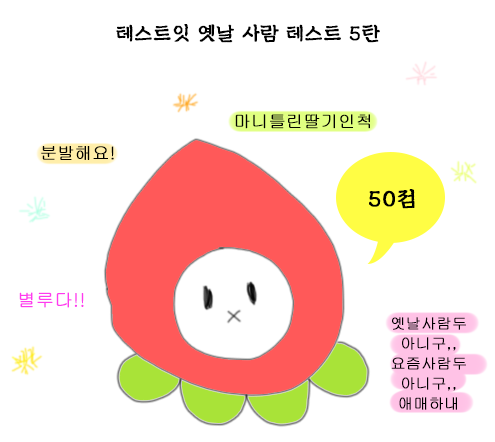 테스트잇 옛날 사람 테스트 5탄
마니틀린딸기인척
분발해요!
50컴
별루다!!
옛날사람두
아니구,,
요즘사람두
아니구,,
애매하내